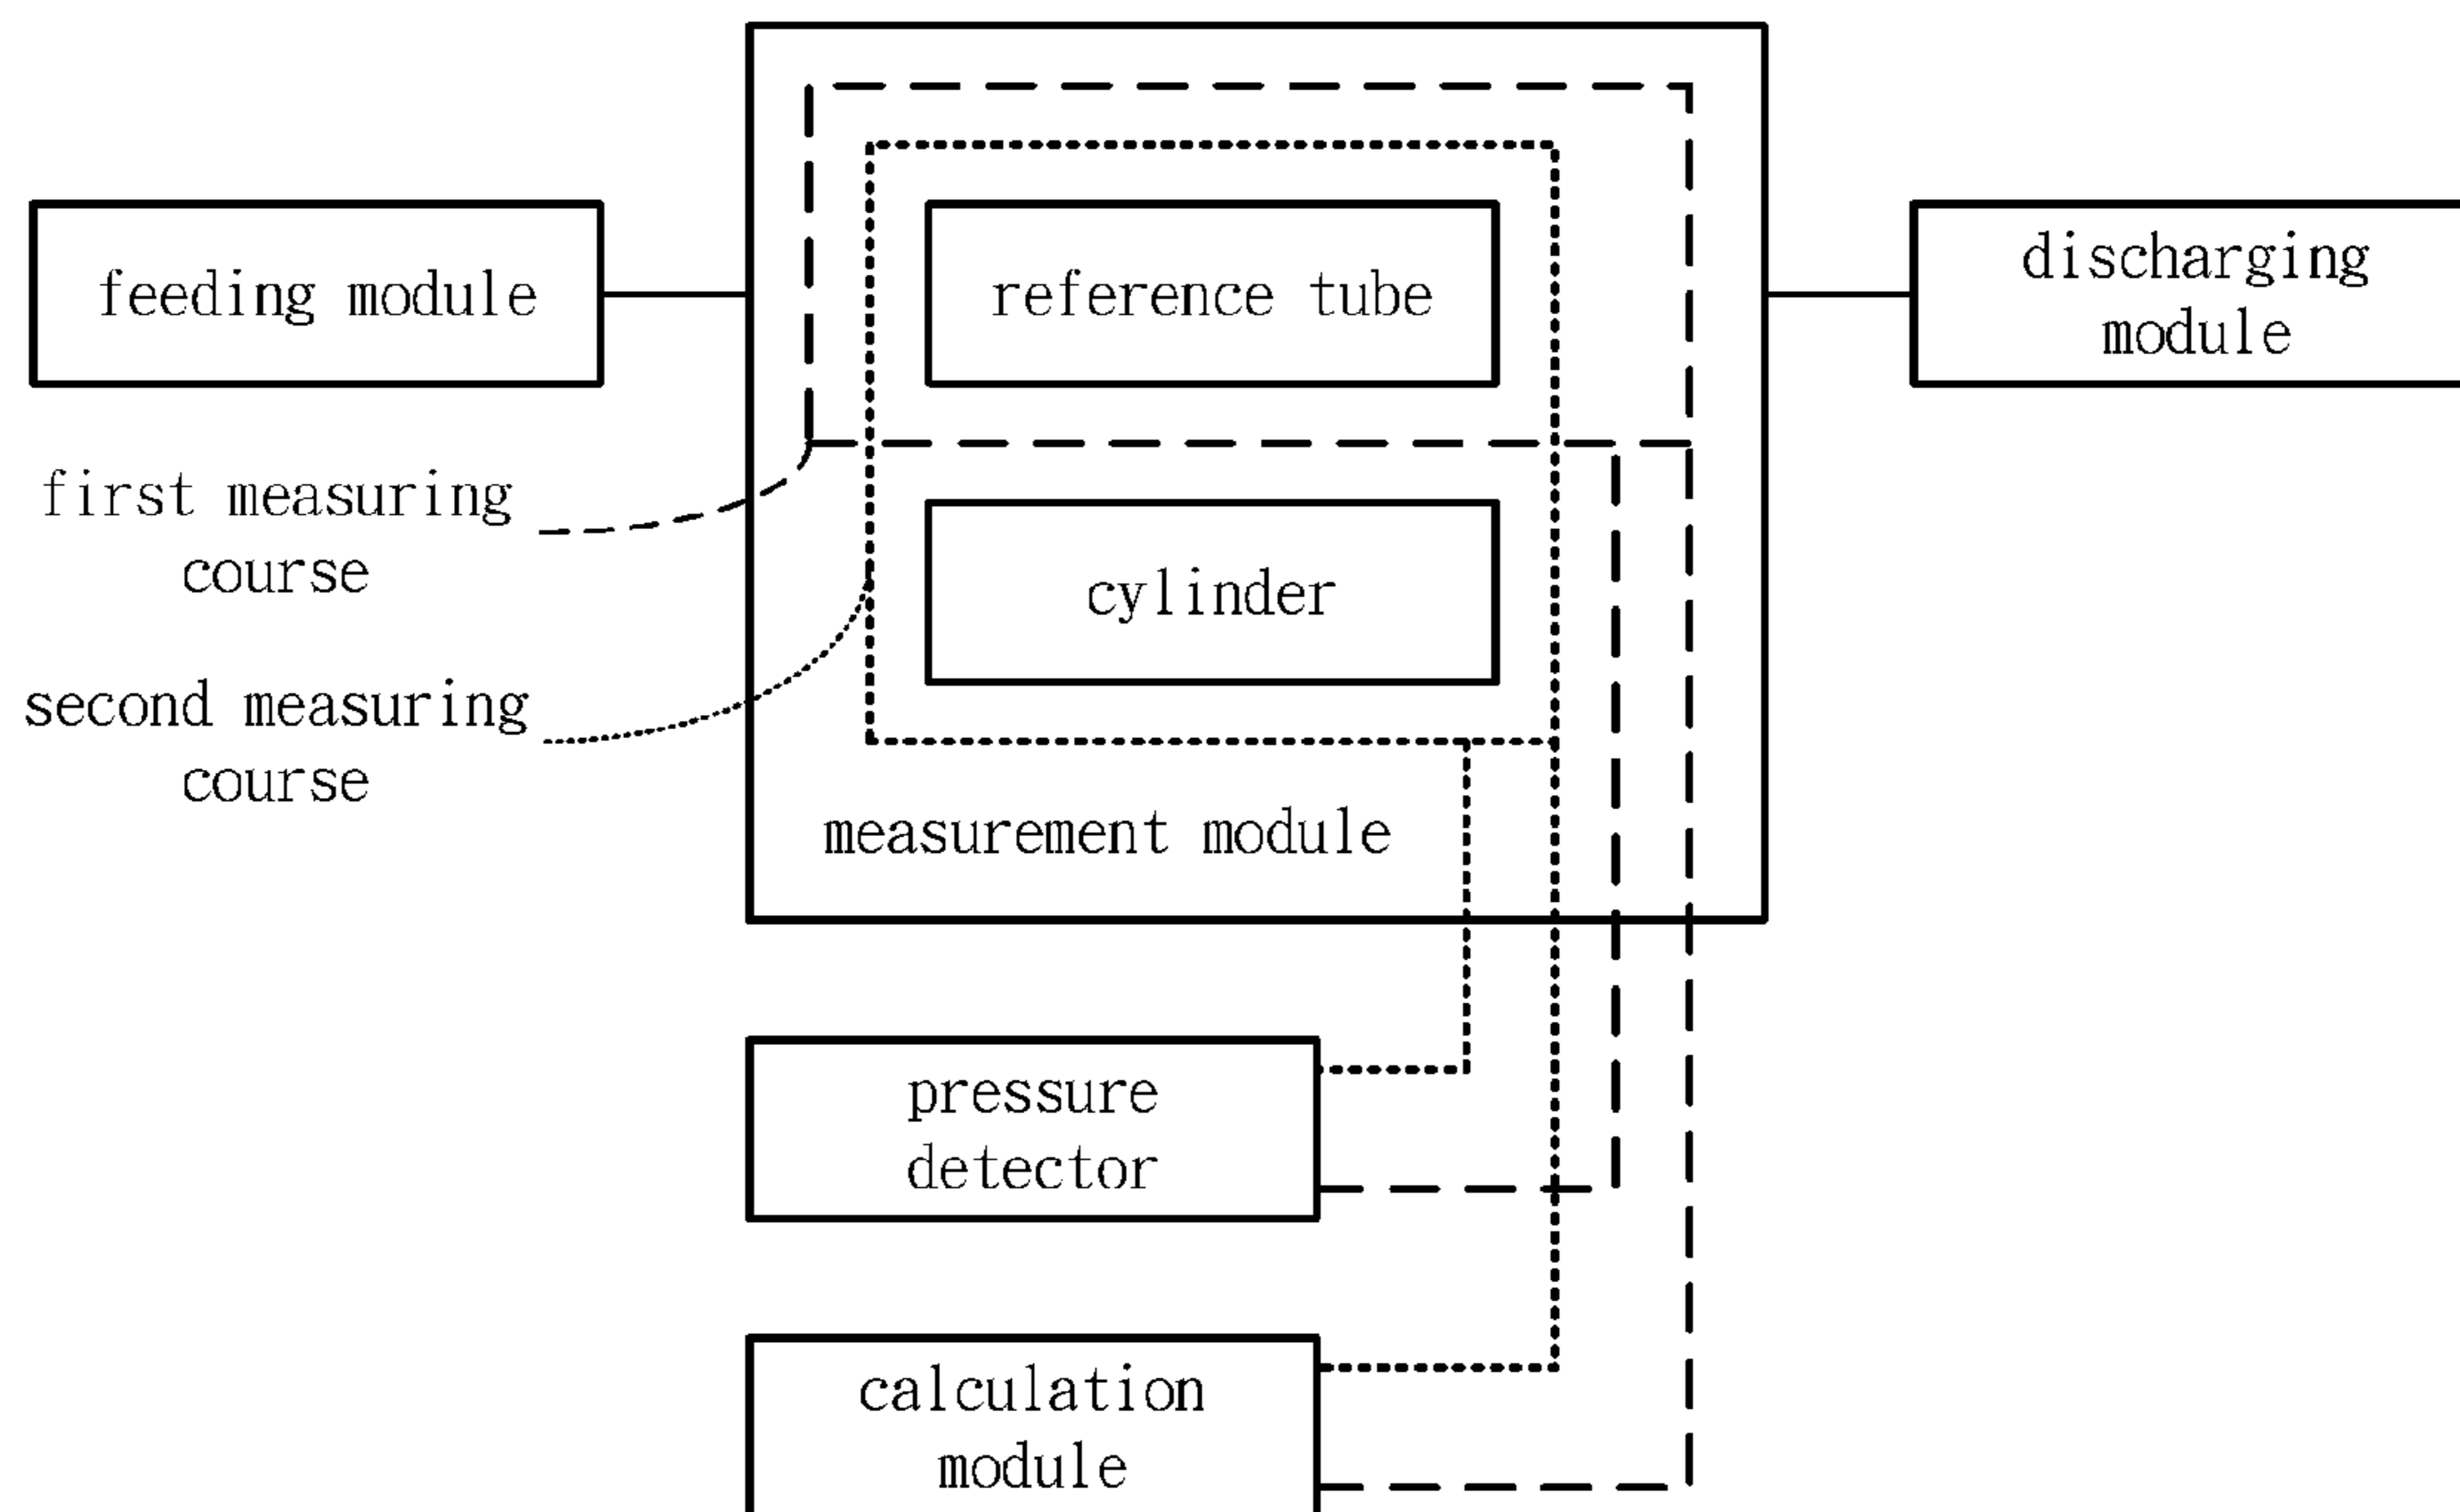 feeding module
reference tube
discharging
module
first measuring
course
cylinder
second measuring
course
measurement module
pressure
detector
calculation
module